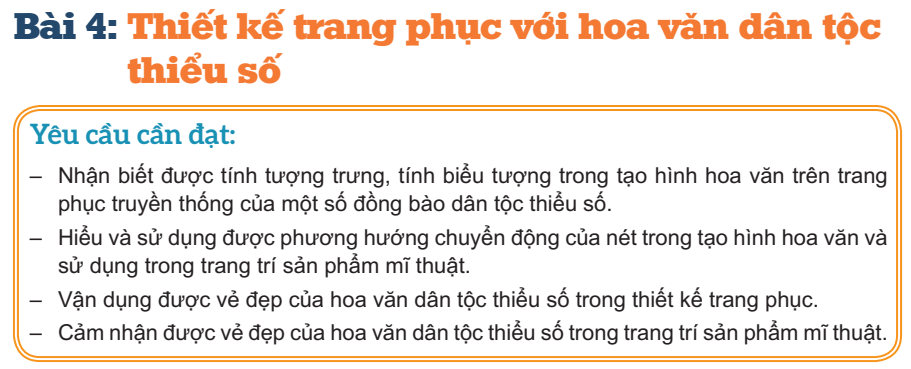 Bài 4: Thiết kế trang phục với hoa văn dân tộc
thiểu số
Yêu cầu cần đạt:
– Nhận biết được tính tượng trưng, tính biểu tượng trong tạo hình hoa văn trên trang
phục truyền thống của một số đồng bào dân tộc thiểu số.
– Hiểu và sử dụng được phương hướng chuyển động của nét trong tạo hình hoa văn và
sử dụng trong trang trí sản phẩm mĩ thuật.
– Vận dụng được vẻ đẹp của hoa văn dân tộc thiểu số trong thiết kế trang phục.
– Cảm nhận được vẻ đẹp của hoa văn dân tộc thiểu số trong trang trí sản phẩm mĩ thuật.